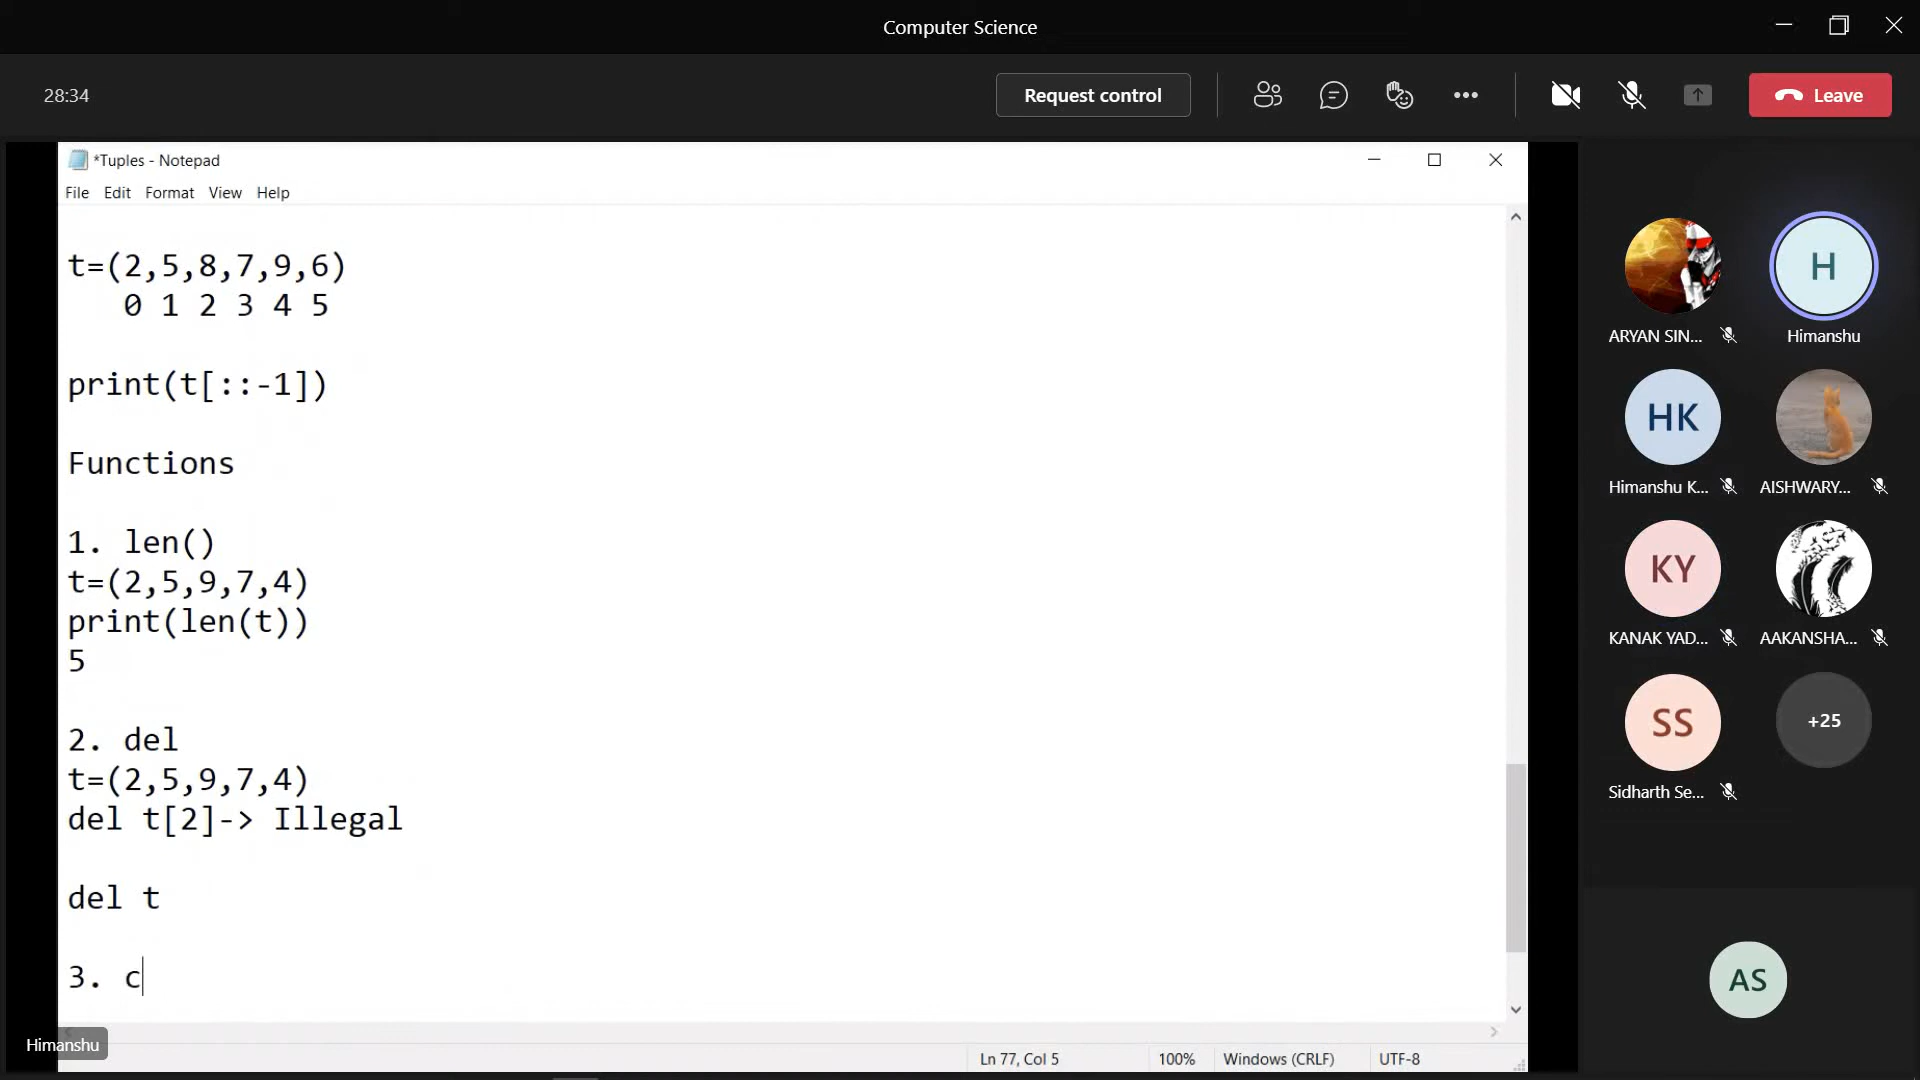 Computer Science
28:34
Request control
Leave
*Tuples - Notepad
File Edit Format View Help
t=(2,5,8,7,9,6)
0 1 2 3 4 5
print(t[::-1])
Functions
1. len()
t=(2,5,9,7,4)
print(len(t))
5
2. del
t=(2,5,9,7,4)
del t[2]-> Illegal
del t
3. c
Himanshu
Ln 77, Col 5
100%
Windows (CRLF)
UTF-8
ARYAN SIN...
H
Himanshu
HK
Himanshu K...
AISHWARY...
KY
KANAK YAD...
AAKANSHA...
SS
Sidharth Se...
+25
AS